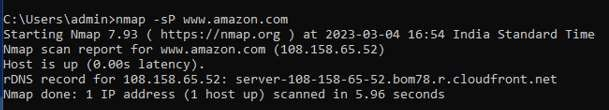 C:\Users\admin>nmap -sP www.amazon.com
Starting Nmap 7.93 ( https://nmap.org ) at 2023-03-04 16:54 India Standard Time
Nmap scan report for www.amazon.com (108.158.65.52)
Host is up (0.00s latency).
rDNS record for 108.158.65.52: server-108-158-65-52.bom78.r.cloudfront.net
Nmap done: 1 IP address (1 host up) scanned in 5.96 seconds